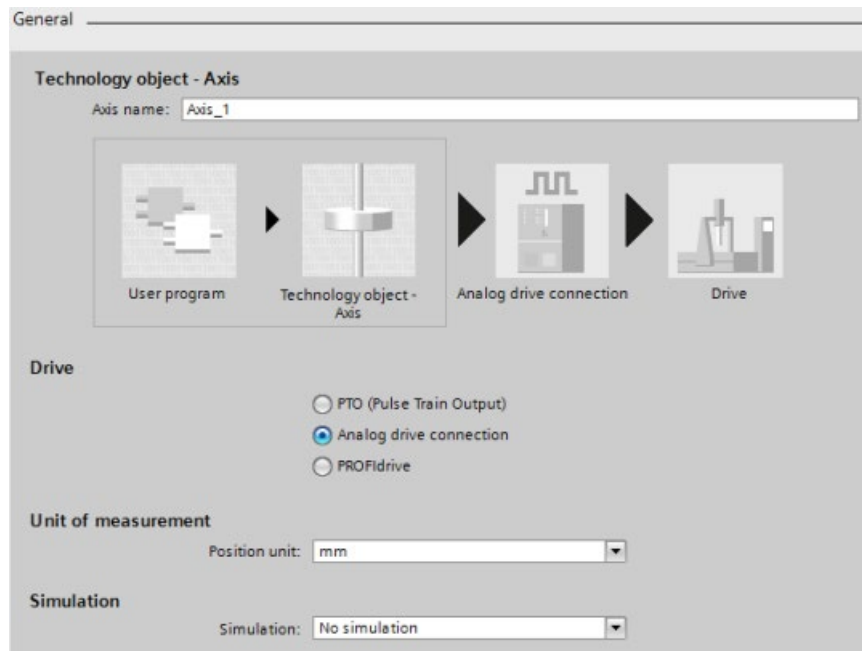 General
Technology object - Axis
Axis name: Axis_1
User program
Technology object -
Axis
Analog drive connection
Drive
Drive
PTO (Pulse Train Output)
Analog drive connection
PROFIdrive
Unit of measurement
Position unit: mm
Simulation
Simulation: No simulation